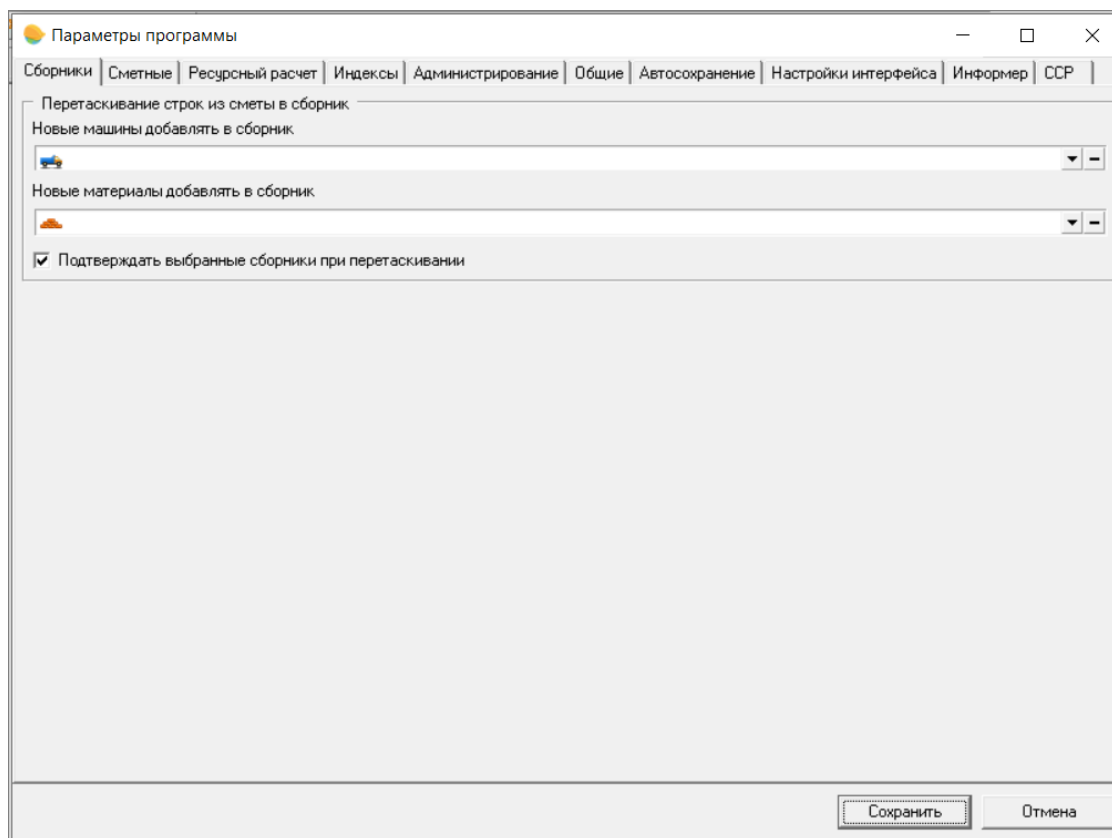 Параметры программы
Сборники Сметные Ресурсный расчет Индексы Администрирование Общие Автосохранение Настройки интерфейса Информер ССР
Перетаскивание строк из сметы в сборник
Новые машины добавлять в сборник
Новые материалы добавлять в сборник
Подтверждать выбранные сборники при перетаскивании
Сохранить Отмена